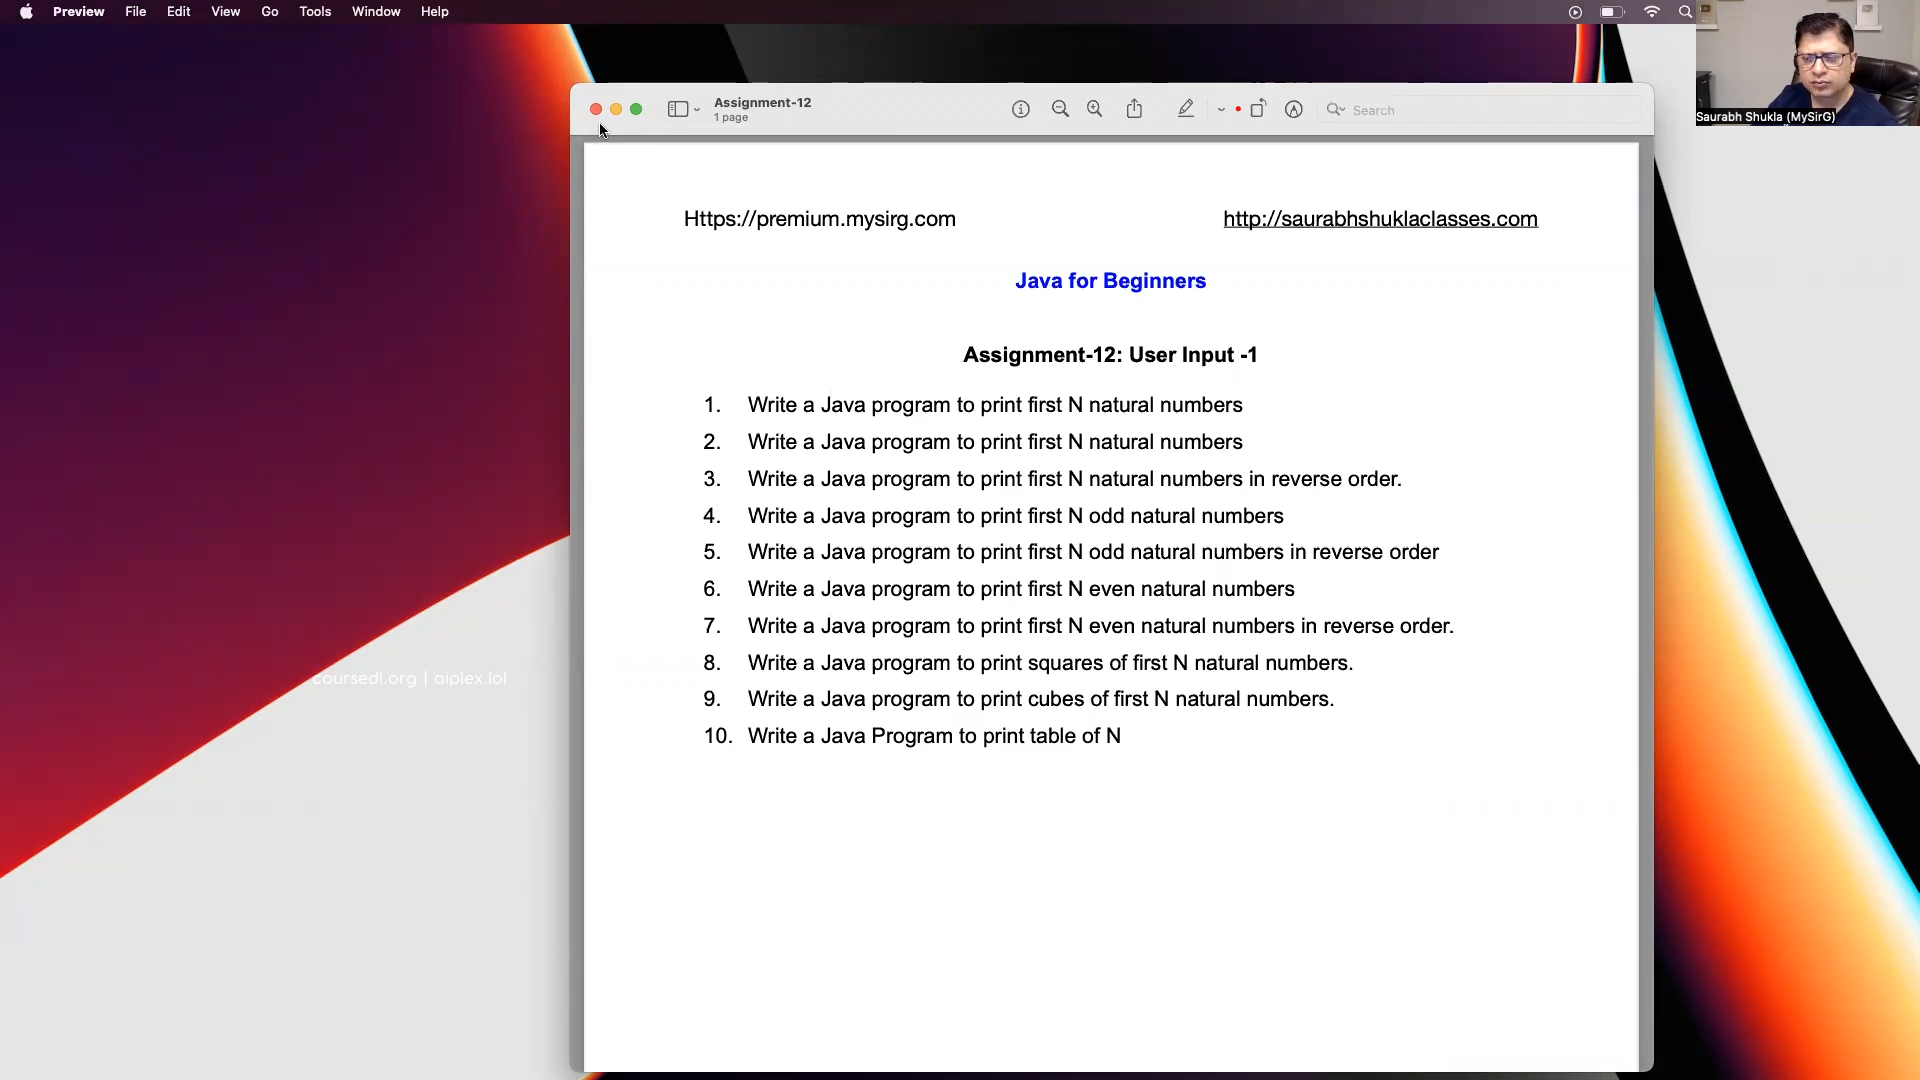 Preview File Edit View Go Tools Window Help
Saurabh Shukla (MySirG)
Assignment-12
1 page
Search
Https://premium.mysirg.com
http://saurabhshuklaclasses.com
Java for Beginners
Assignment-12: User Input -1
1. Write a Java program to print first N natural numbers
2. Write a Java program to print first N natural numbers
3. Write a Java program to print first N natural numbers in reverse order.
4. Write a Java program to print first N odd natural numbers
5. Write a Java program to print first N odd natural numbers in reverse order
6. Write a Java program to print first N even natural numbers
7. Write a Java program to print first N even natural numbers in reverse order.
8. Write a Java program to print squares of first N natural numbers.
9. Write a Java program to print cubes of first N natural numbers.
10. Write a Java Program to print table of N
coursedl.org | aiplex.lol